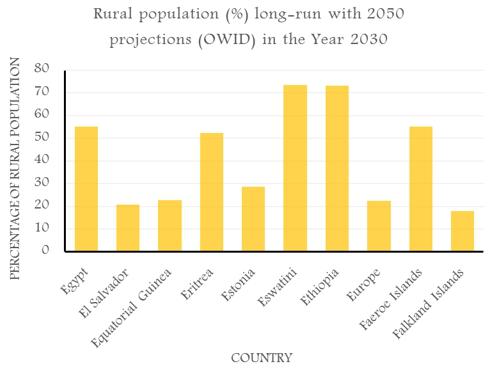 Rural population (%) long-run with 2050
projections (OWID) in the Year 2030
PERCENTAGE OF RURAL POPULATION
80
70
60
50
40
30
20
10
0
Egypt
El Salvador
Equatorial Guinea
Eritrea
Estonia
Eswatini
Ethiopia
Europe
Faeroe Islands
Falkland Islands
COUNTRY